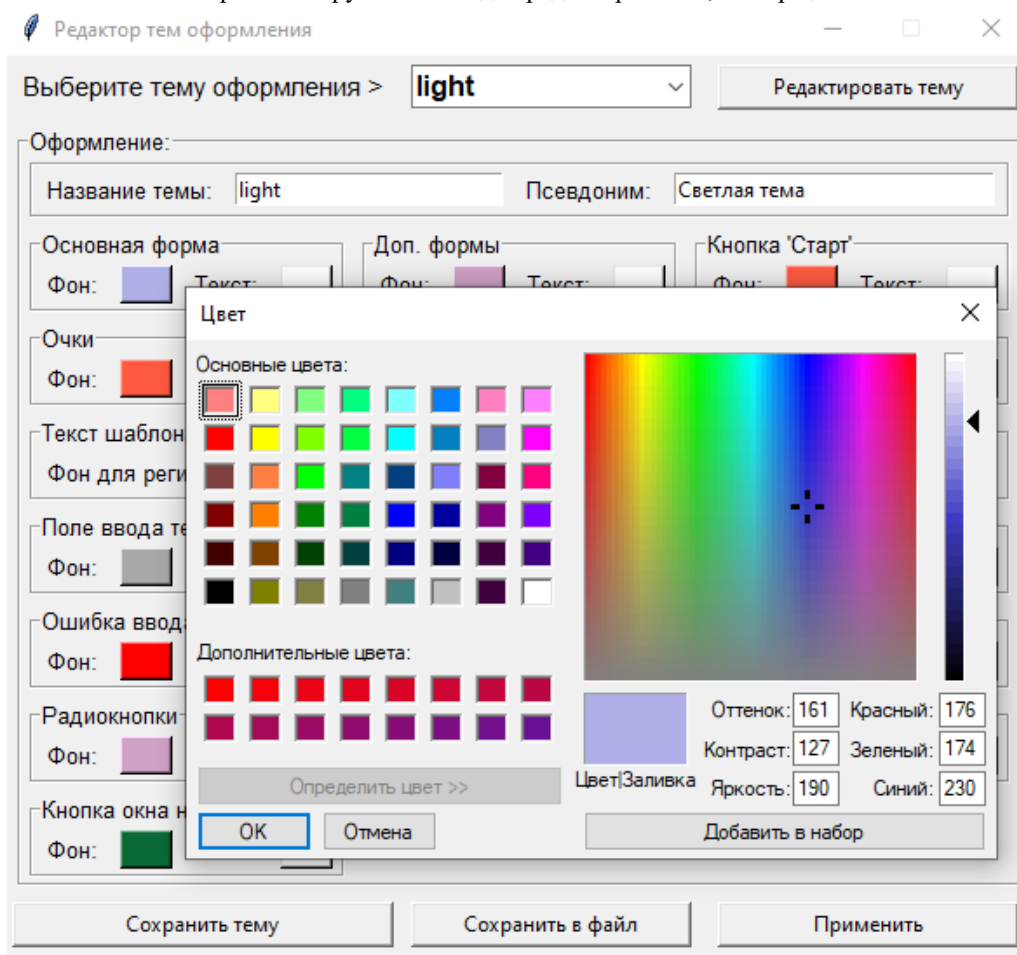 Редактор тем оформления
Выберите тему оформления > light Редактировать тему
Оформление:
Название темы: light Псевдоним: Светлая тема
Основная форма Доп. формы Кнопка 'Старт'
Фон: Текст: Фон: Текст: Фон: Текст:
Цвет
Очки
Фон:
Текст шаблон
Фон для реги
Поле ввода те
Фон:
Ошибка ввода
Фон:
Радиокнопки
Фон:
Кнопка окна н
Фон:
Основные цвета:
Дополнительные цвета:
Определить цвет >>
OK Отмена
Цвет|Заливка
Оттенок: 161 Красный: 176
Контраст: 127 Зеленый: 174
Яркость: 190 Синий: 230
Добавить в набор
Сохранить тему Сохранить в файл Применить